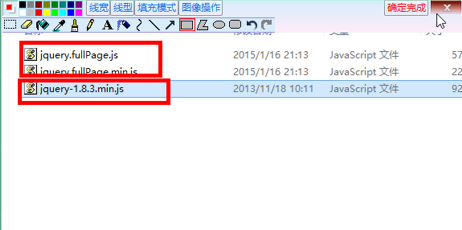 线宽 线型 填充模式 图像操作 确定完成
jquery.fullPage.js 2015/1/16 21:13 JavaScript 文件 57
jquery.fullPage.min.js 2015/1/16 21:13 JavaScript 文件
jquery-1.8.3.min.js 2013/11/18 10:11 JavaScript 文件 92